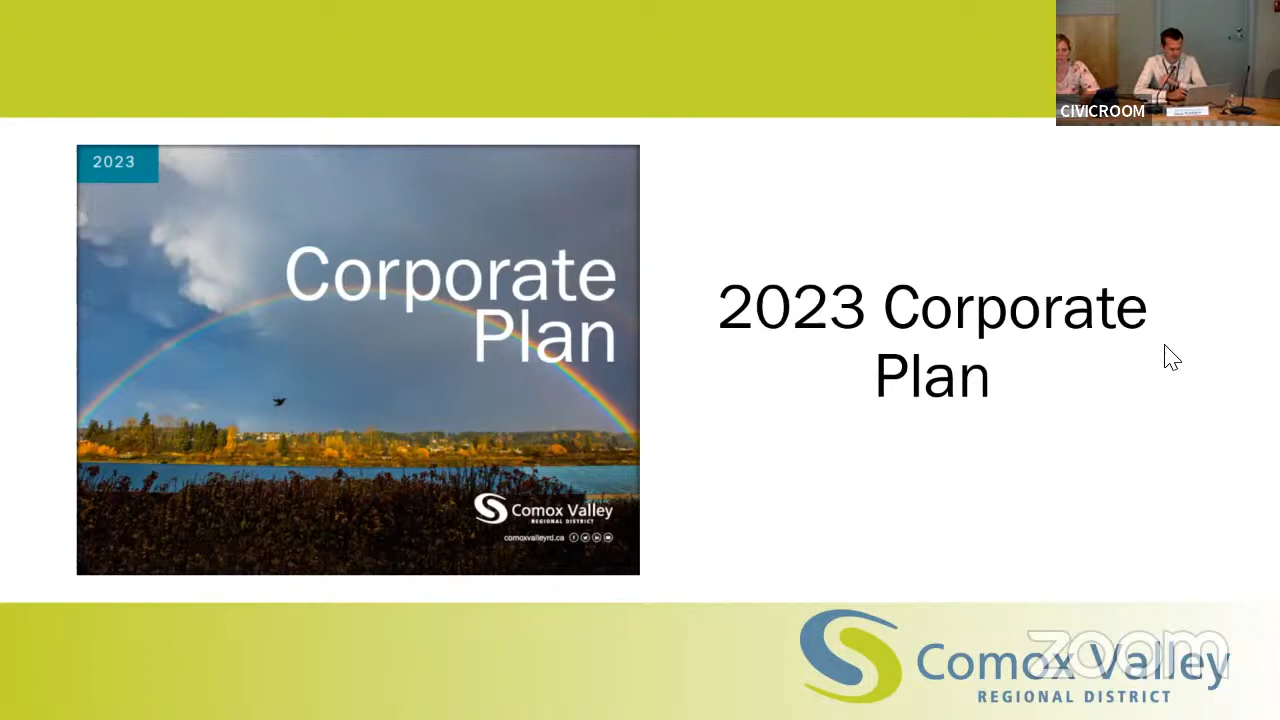 CIVICROOM
2023
Corporate
Plan
2023 Corporate
Plan
Comox Valley
REGIONAL DISTRICT
comoxvalleyrd.ca
zoom
Comox Valley
REGIONAL DISTRICT